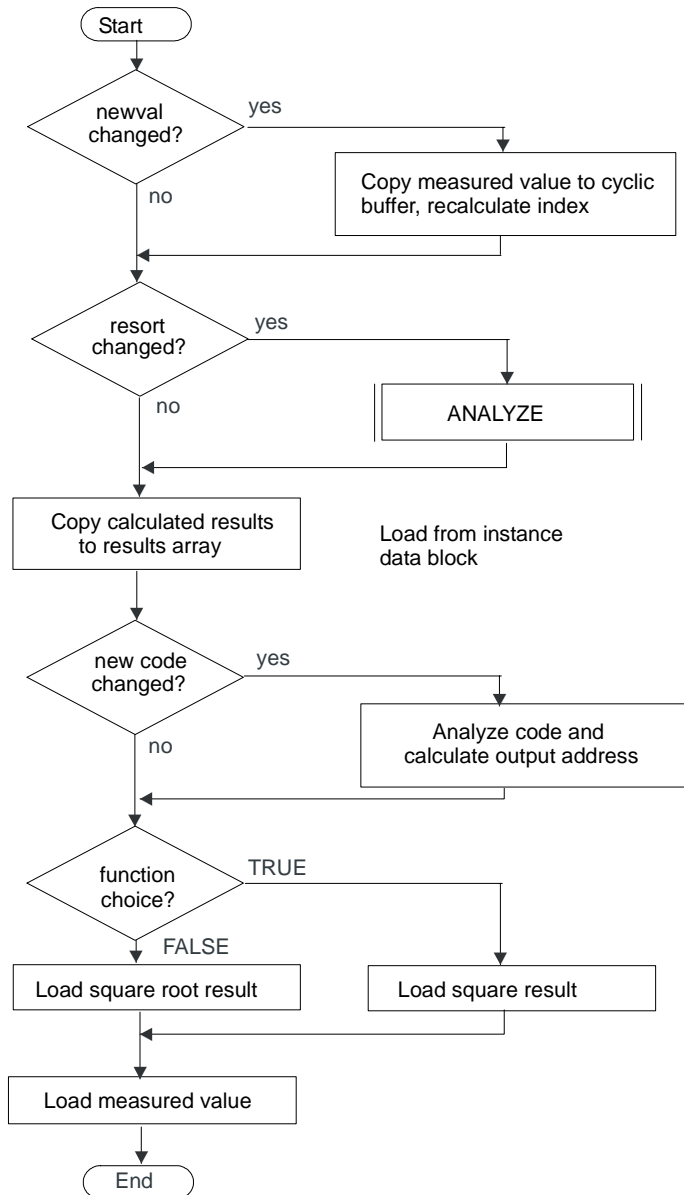 Start
newval
changed?
yes
Copy measured value to cyclic
buffer, recalculate index
no
resort
changed?
yes
ANALYZE
no
Copy calculated results
to results array
Load from instance
data block
new code
changed?
yes
Analyze code and
calculate output address
no
function
choice?
TRUE
FALSE
Load square root result
Load square result
Load measured value
End